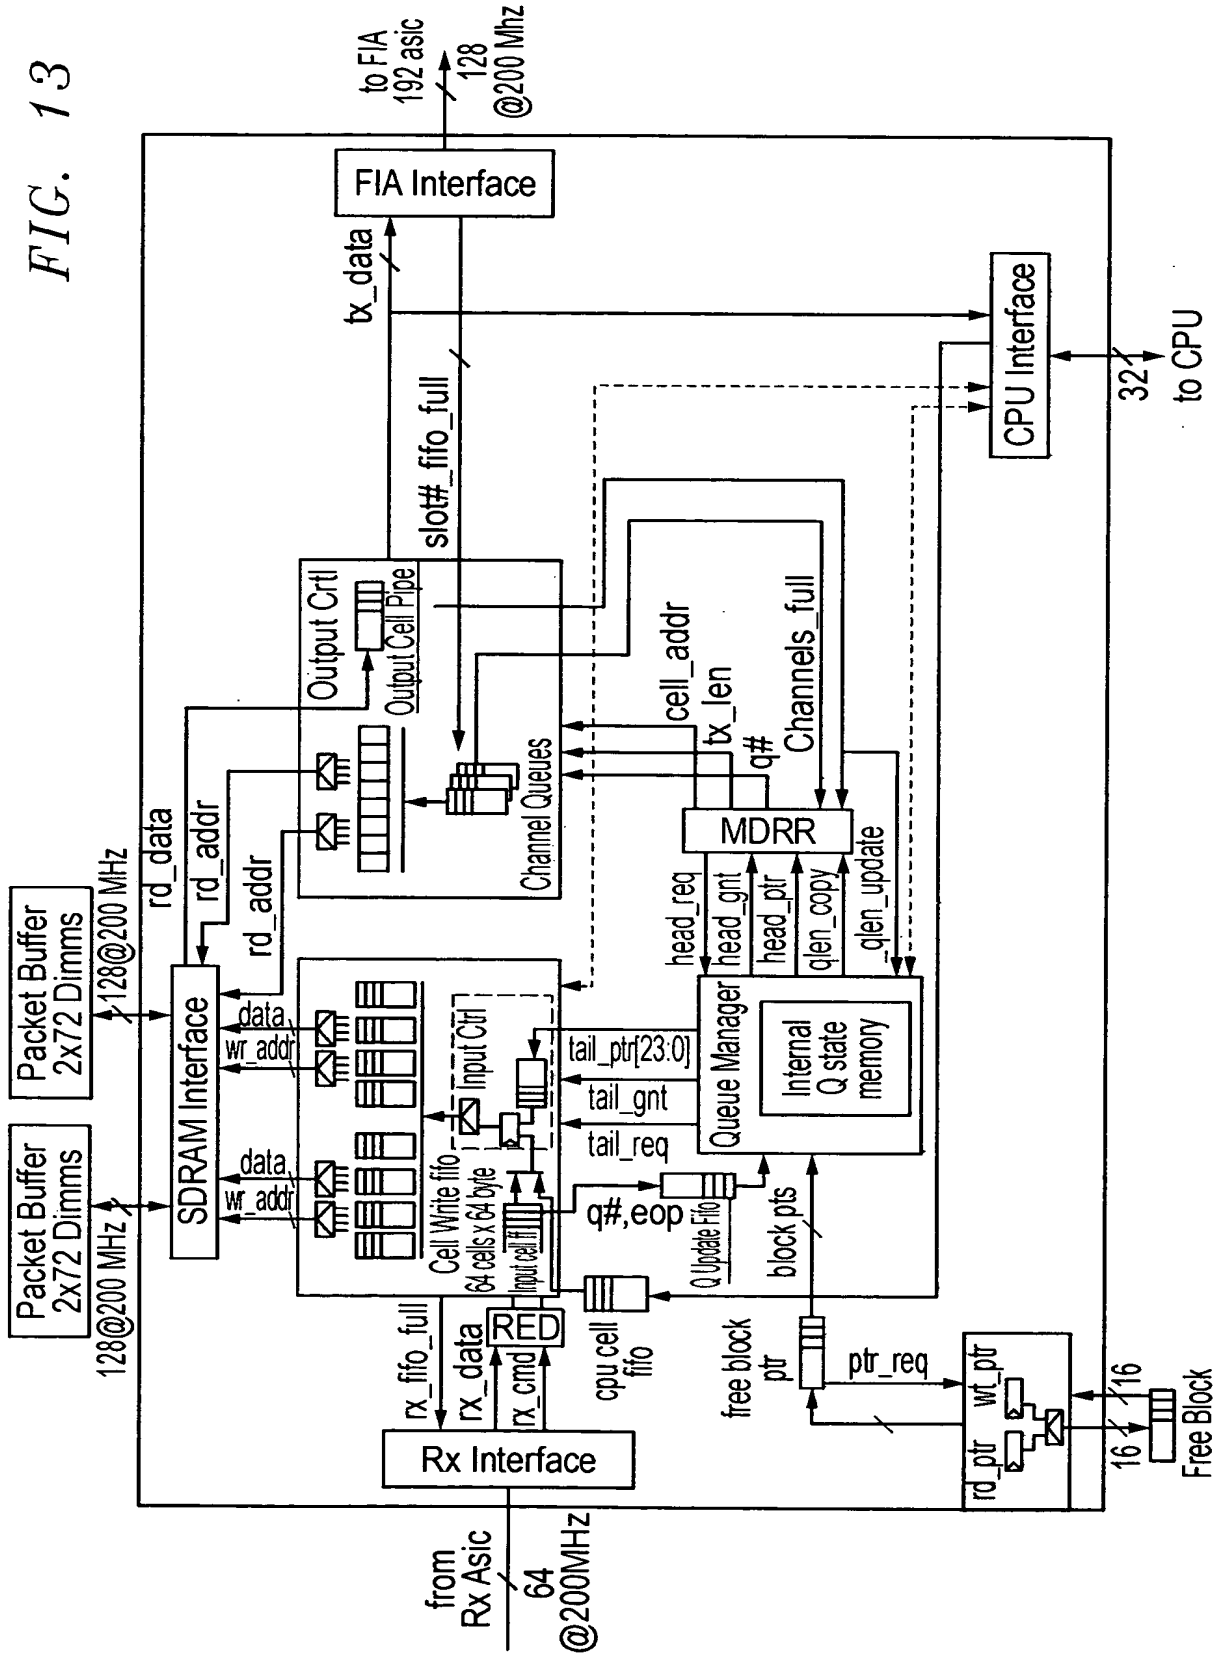 FIG. 13
Packet Buffer
2x72 Dimms
Packet Buffer
2x72 Dimms
128@200 MHz
128@200 MHz
SDRAM Interface
rd_data
rd_addr
rd_addr
wr_addr
data
wr_addr
data
Output Crtl
Output Cell Pipe
Channel Queues
Cell Write fifo
64 cells x 64 byte
Input cell ff
Input Ctrl
from
Rx Asic
64
@200MHz
Rx Interface
rx_fifo_full
rx_data
rx_cmd
RED
cpu cell
fifo
q#,eop
Q Update Fifo
tail_ptr[23:0]
tail_gnt
tail_req
slot#_fifo_full
tx_data
FIA Interface
to FIA
192 asic
128
@200 Mhz
cell_addr
tx_len
q#
Channels_full
MDRR
head_req
head_gnt
head_ptr
qlen_copy
qlen_update
Queue Manager
Internal
Q state
memory
block pts
free block
ptr
ptr_req
rd_ptr
wt_ptr
16
16
Free Block
CPU Interface
32
to CPU